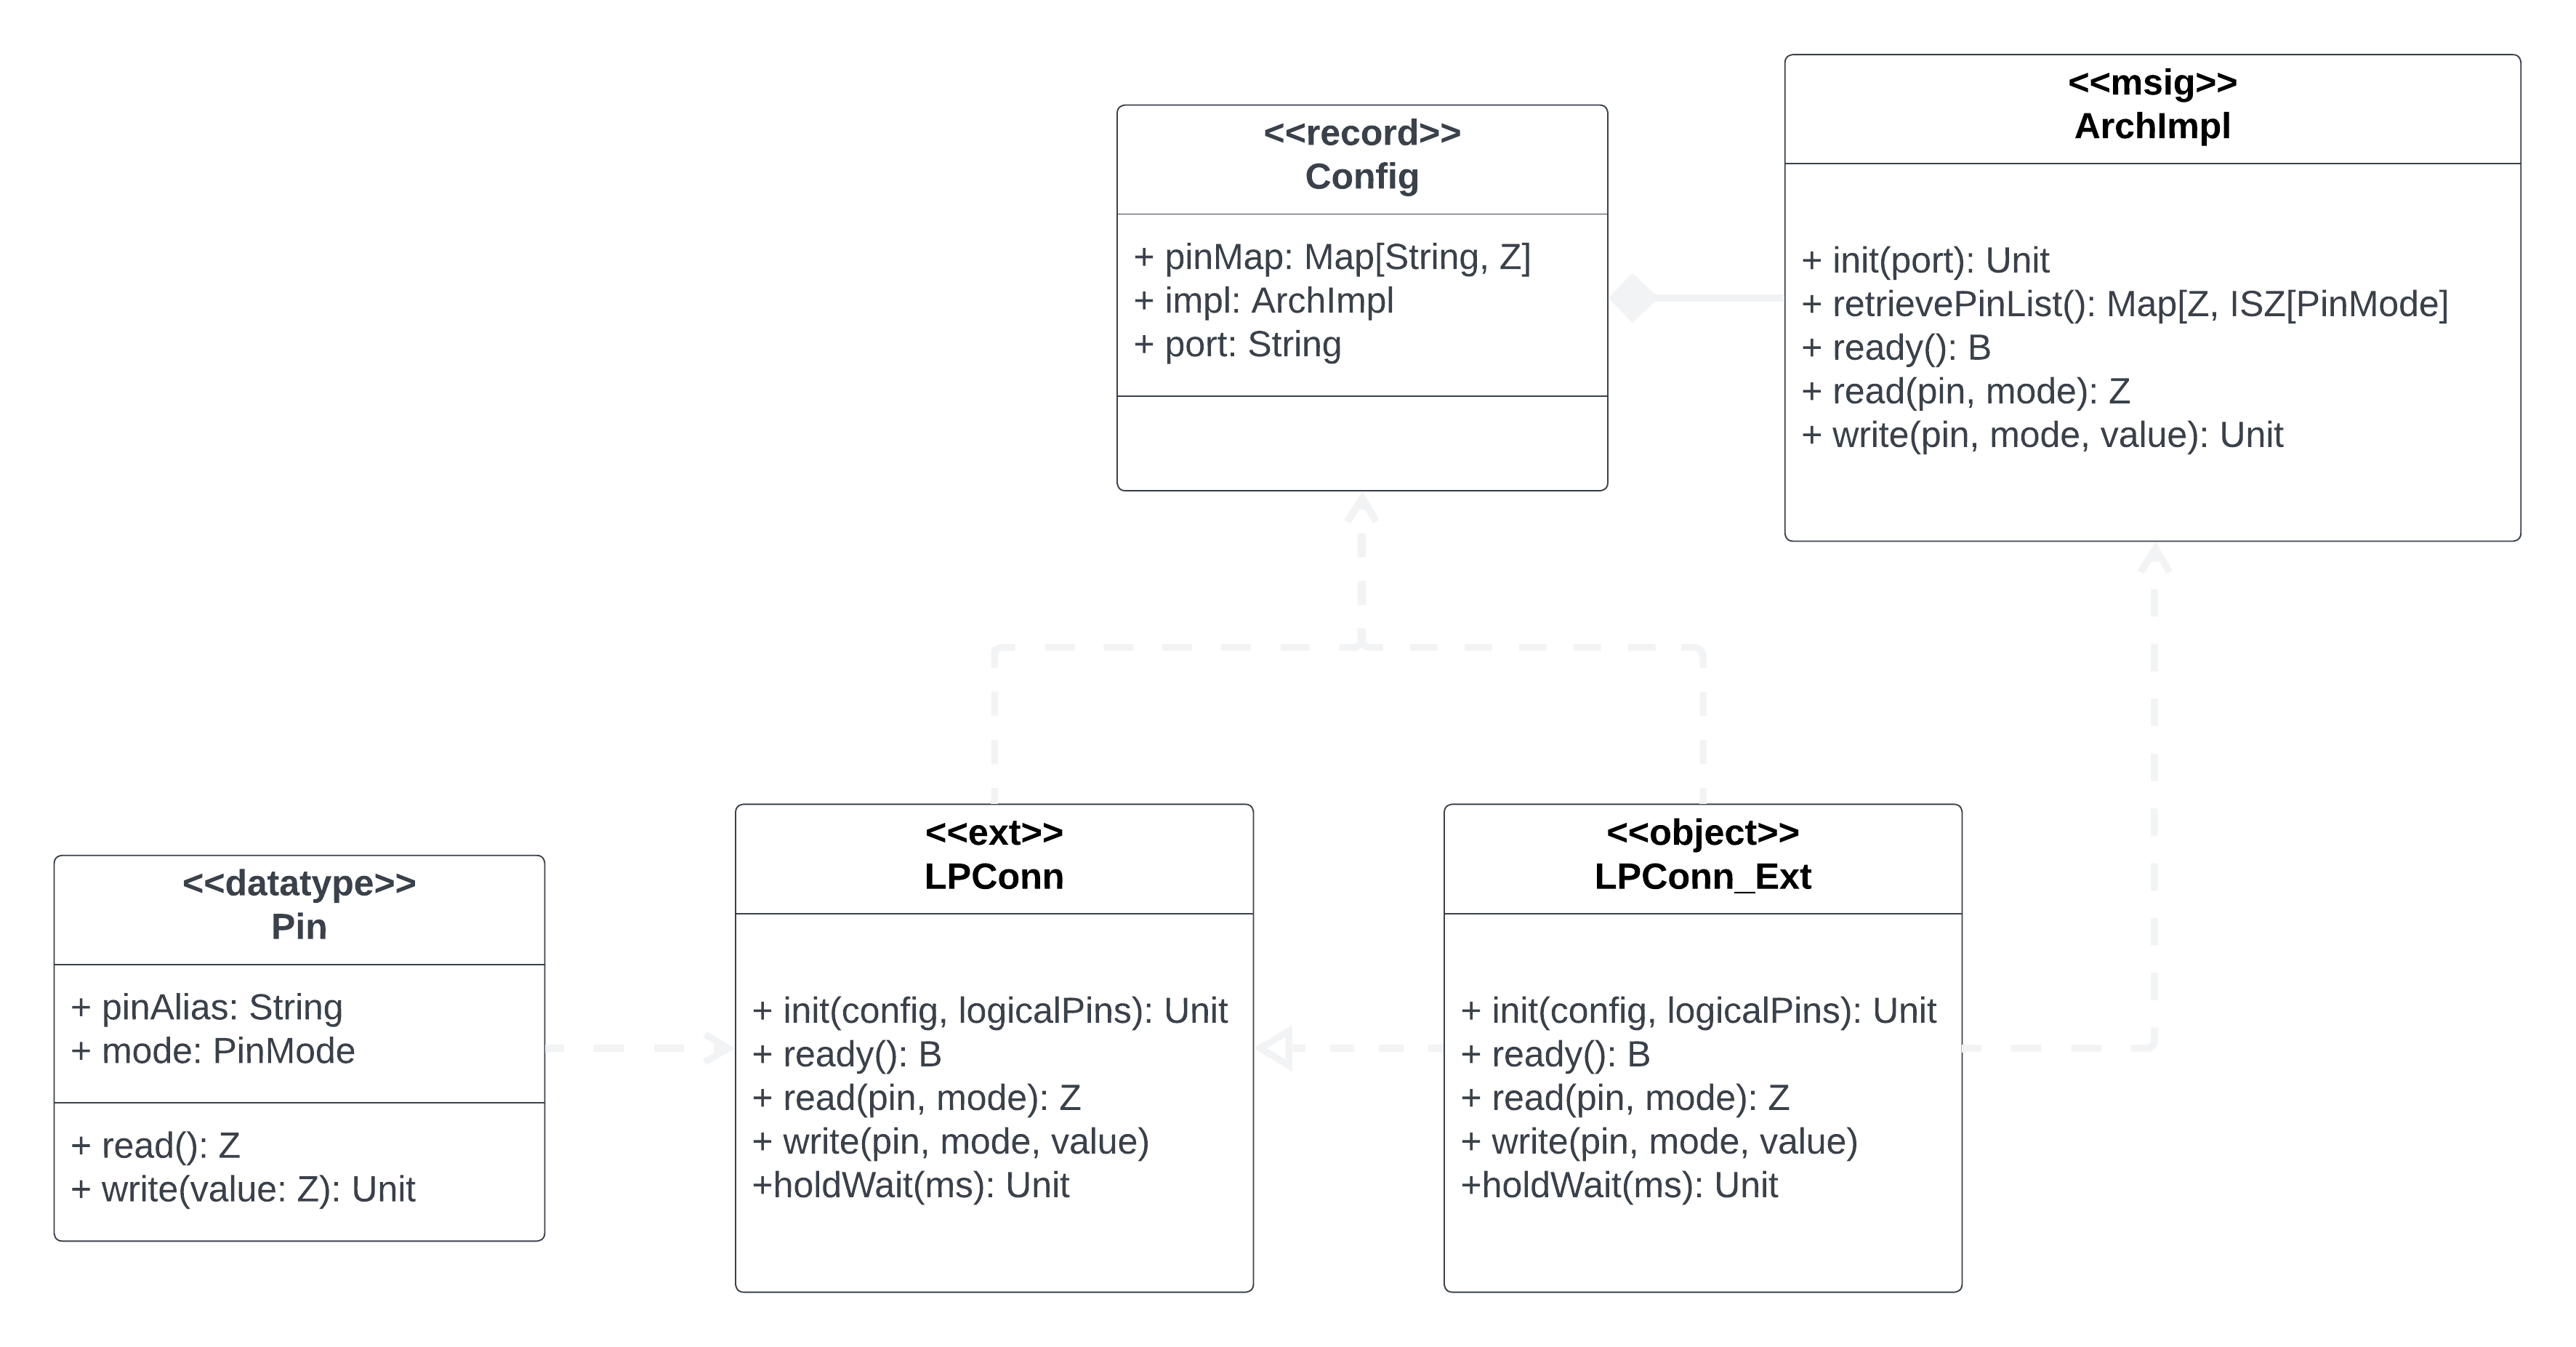 <<record>>
Config
+ pinMap: Map[String, Z]
+ impl: ArchImpl
+ port: String
<<msig>>
ArchImpl
+ init(port): Unit
+ retrievePinList(): Map[Z, ISZ[PinMode]
+ ready(): B
+ read(pin, mode): Z
+ write(pin, mode, value): Unit
<<datatype>>
Pin
+ pinAlias: String
+ mode: PinMode
+ read(): Z
+ write(value: Z): Unit
<<ext>>
LPConn
+ init(config, logicalPins): Unit
+ ready(): B
+ read(pin, mode): Z
+ write(pin, mode, value)
+holdWait(ms): Unit
<<object>>
LPConn_Ext
+ init(config, logicalPins): Unit
+ ready(): B
+ read(pin, mode): Z
+ write(pin, mode, value)
+holdWait(ms): Unit